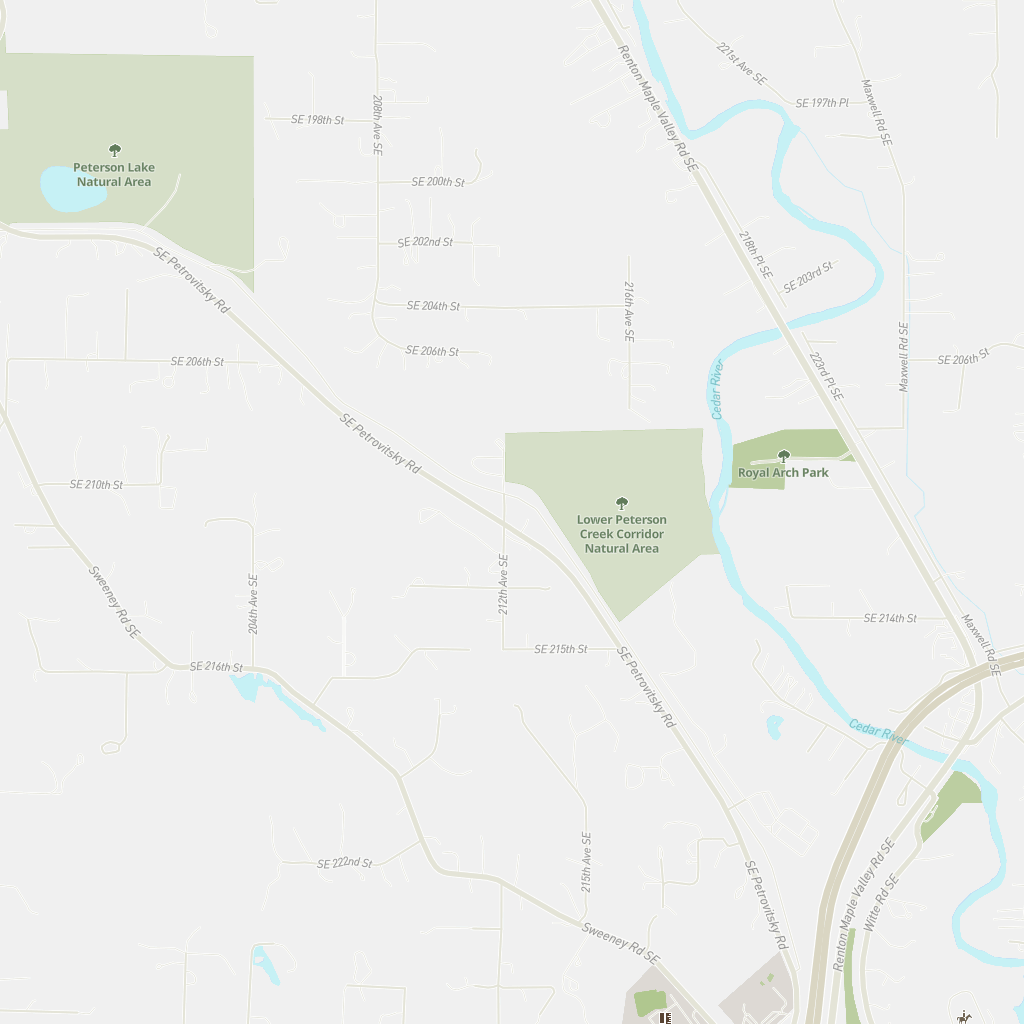 221st Ave SE
Renton Maple Valley Rd SE
SE 197th Pl
Maxwell Rd SE
208th Ave SE
SE 198th St
Peterson Lake
Natural Area
SE 200th St
SE 202nd St
218th Pl SE
SE 203rd St
SE Petrovitsky Rd
SE 204th St
216th Ave SE
SE 206th St
SE 206th St
Maxwell Rd SE
SE 206th St
223rd Pl SE
Cedar River
SE Petrovitsky Rd
Royal Arch Park
SE 210th St
Lower Peterson
Creek Corridor
Natural Area
212th Ave SE
204th Ave SE
Sweeney Rd SE
SE 214th St
Maxwell Rd SE
SE 215th St
SE 216th St
SE Petrovitsky Rd
Cedar River
215th Ave SE
SE 222nd St
SE Petrovitsky Rd
Renton Maple Valley Rd SE
Witte Rd SE
Sweeney Rd SE